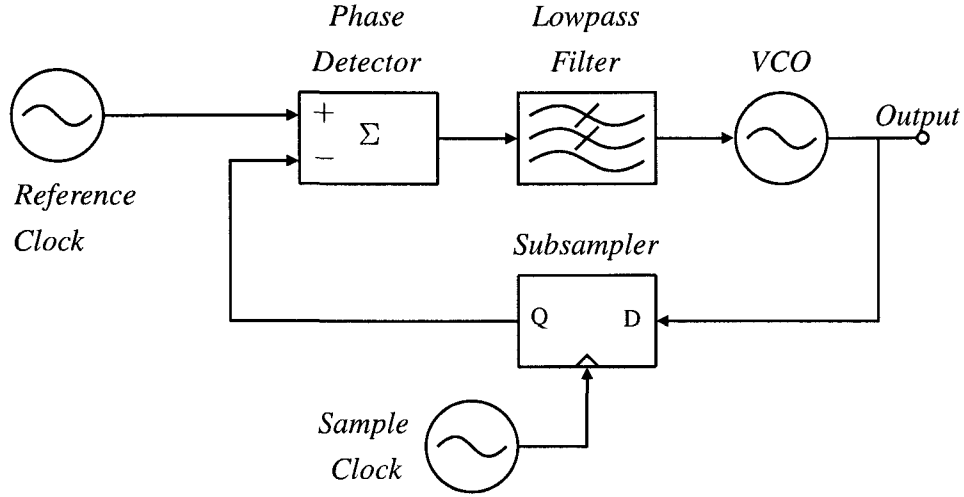 Phase
Detector
Lowpass
Filter
VCO
Output
+
Σ
−
Reference
Clock
Subsampler
Q
D
Sample
Clock